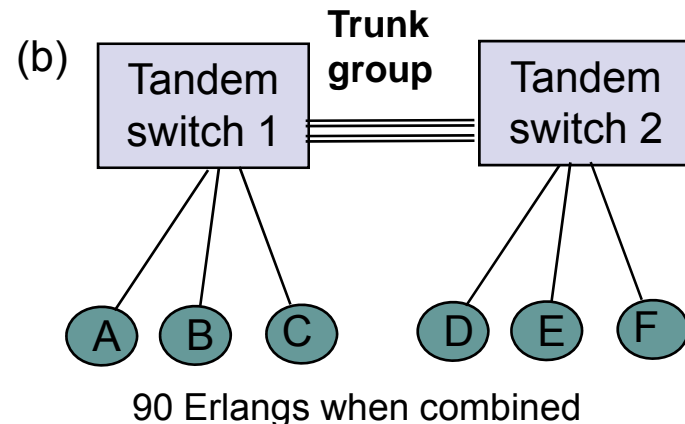 (b)
Trunk
group
Tandem
switch 1
Tandem
switch 2
A
B
C
D
E
F
90 Erlangs when combined